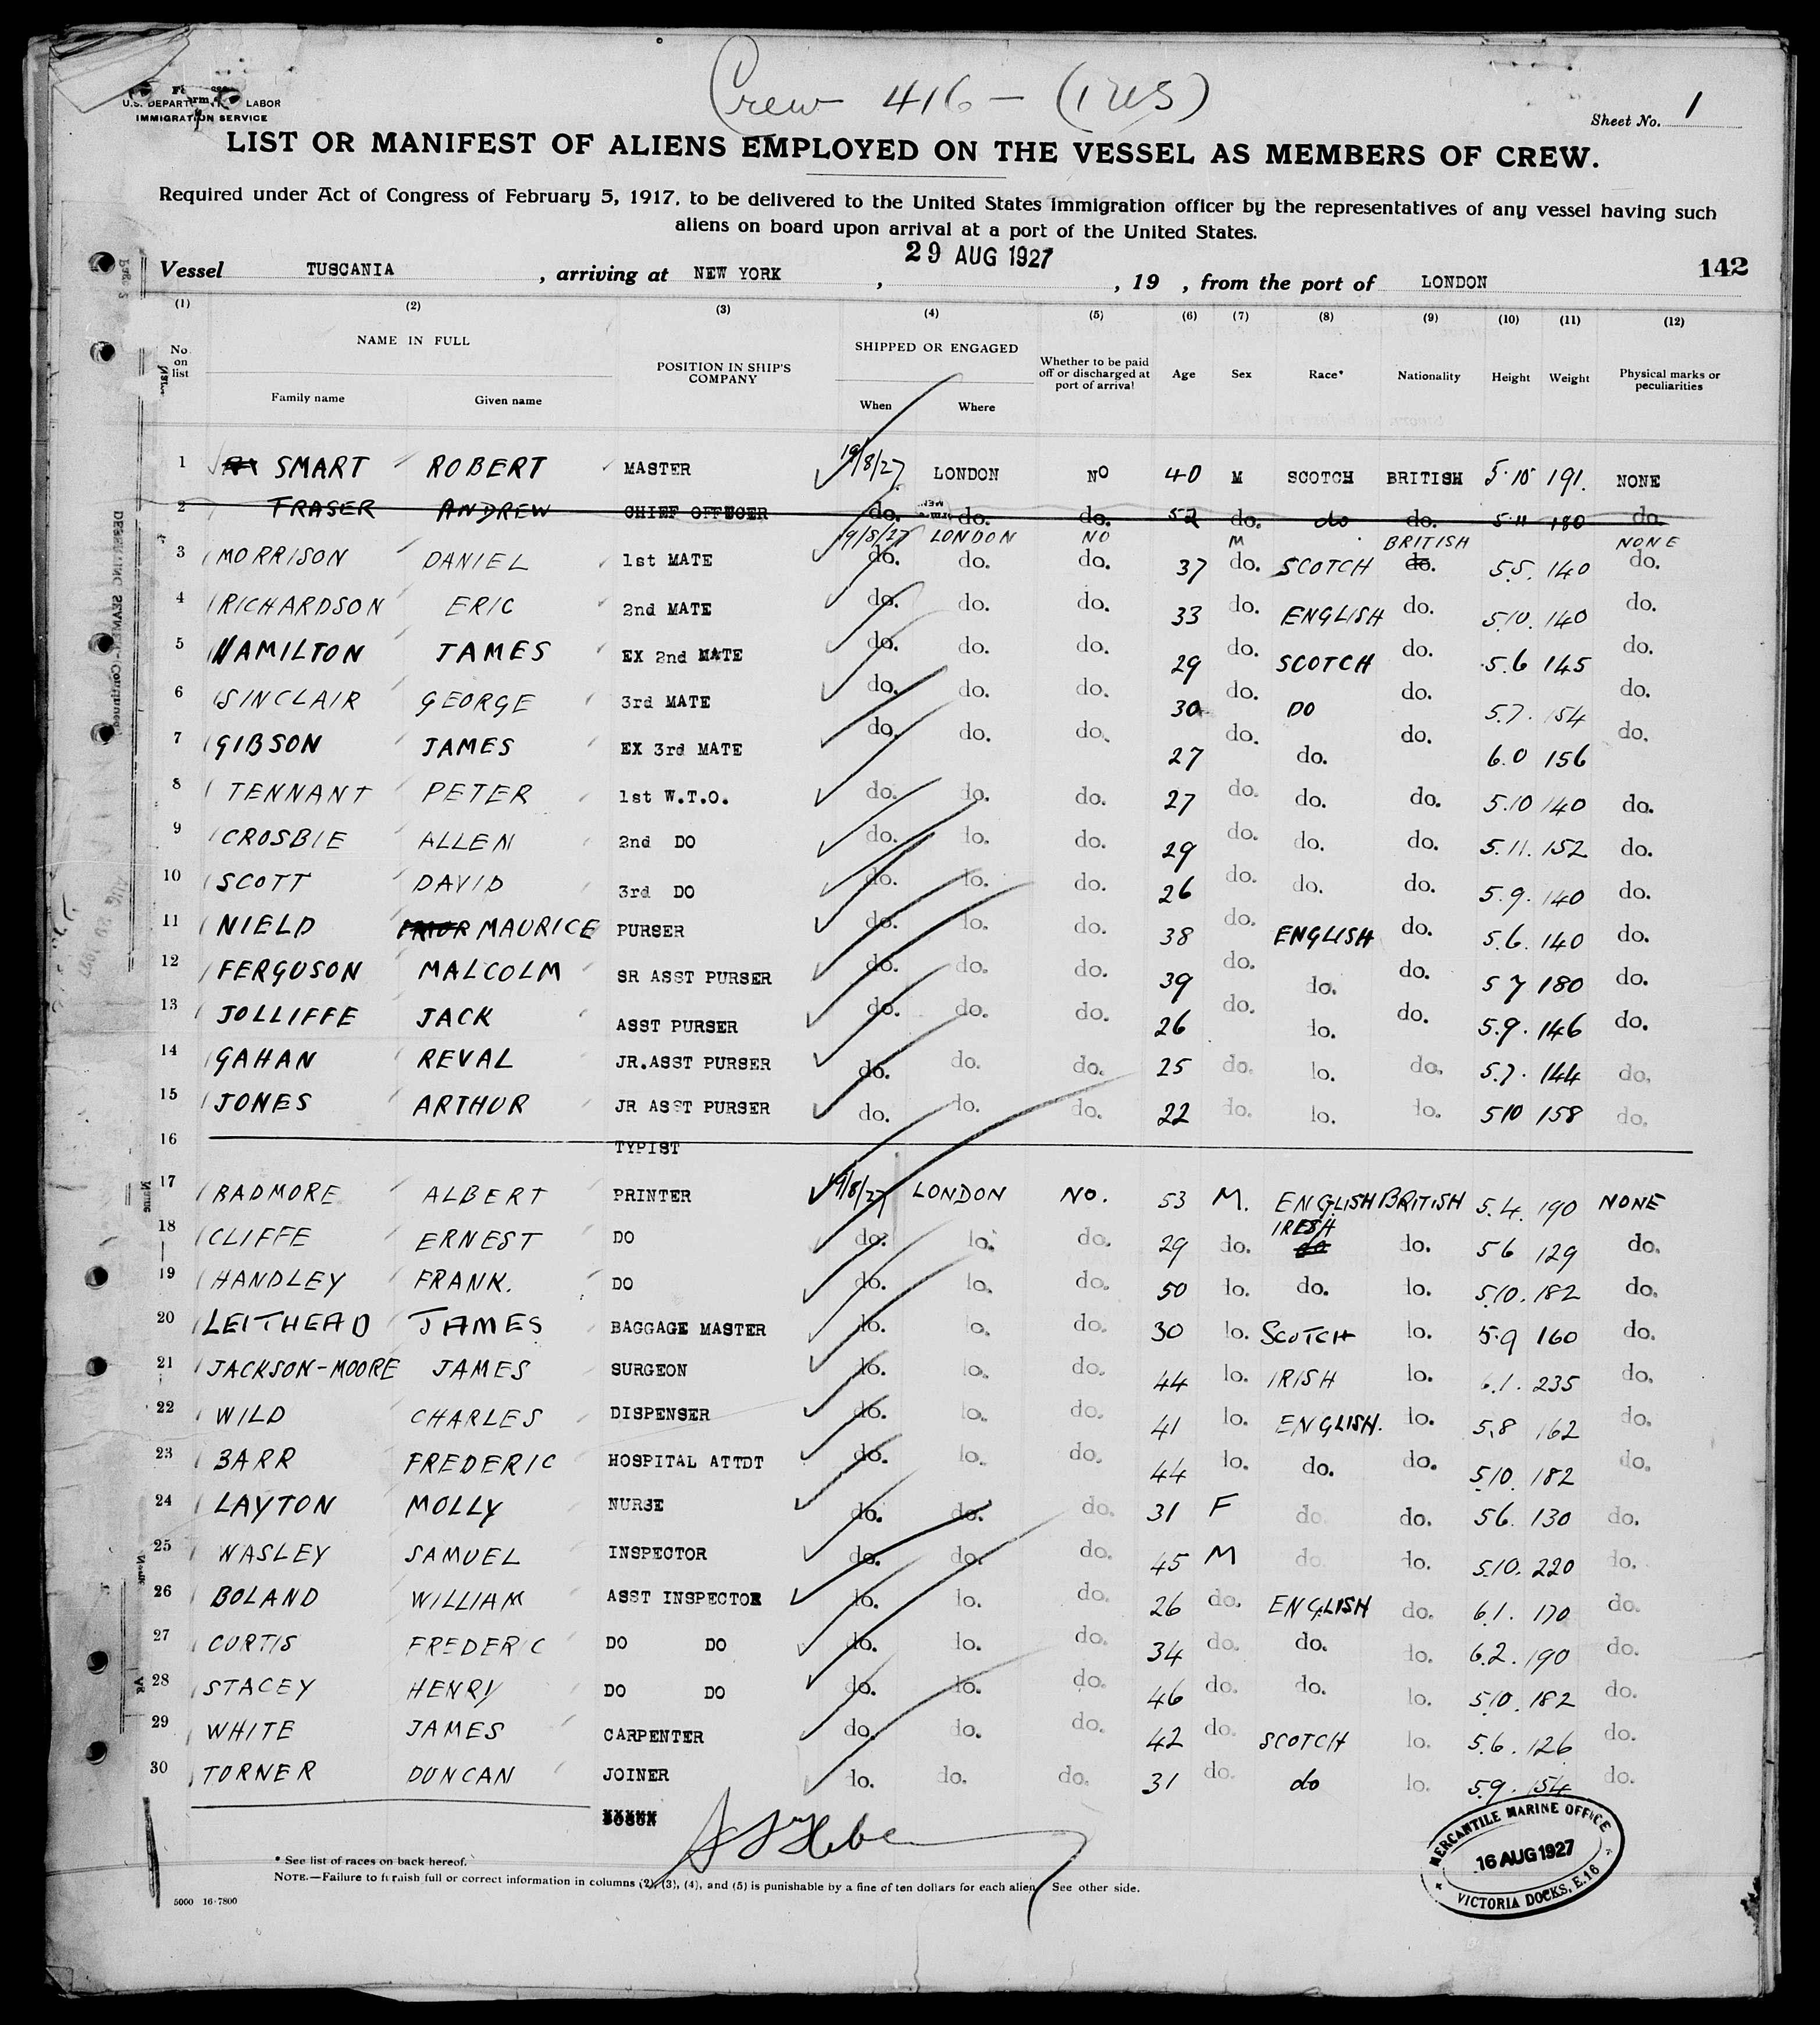 Crew 416 - (1 US)
U.S. DEPARTMENT LABOR
IMMIGRATION SERVICE
Sheet No. 1
LIST OR MANIFEST OF ALIENS EMPLOYED ON THE VESSEL AS MEMBERS OF CREW.
Required under Act of Congress of February 5, 1917, to be delivered to the United States Immigration officer by the representatives of any vessel having such
aliens on board upon arrival at a port of the United States.
29 AUG 1927
142
Vessel TUSCANIA , arriving at NEW YORK , , 19 , from the port of LONDON
(1) (2) (3) (4) (5) (6) (7) (8) (9) (10) (11) (12)
No. on list NAME IN FULL Family name Given name POSITION IN SHIP'S COMPANY SHIPPED OR ENGAGED When Where Whether to be paid off or discharged at port of arrival Age Sex Race* Nationality Height Weight Physical marks or peculiarities
1 SMART ROBERT MASTER 19/8/27 LONDON NO 40 M SCOTCH BRITISH 5.10 191. NONE
2 FRASER ANDREW CHIEF OFFICER do. do. do. 52 do. do do. 5.11 180 do.
19/8/27 LONDON NO M BRITISH NONE
3 MORRISON DANIEL 1st MATE do. do. do. 37 do. SCOTCH do. 5.5. 140 do.
4 RICHARDSON ERIC 2nd MATE do. do. do. 33 do. ENGLISH do. 5.10. 140 do.
5 HAMILTON JAMES EX 2nd MATE do. do. do. 29 do. SCOTCH do. 5.6 145 do.
6 SINCLAIR GEORGE 3rd MATE do. do. do. 30 do. DO do. 5.7. 154 do.
7 GIBSON JAMES EX 3rd MATE do. do. do. 27 do. do. do. 6.0 156 do.
8 TENNANT PETER 1st W.T.O. do. do. do. 27 do. do. do. 5.10 140 do.
9 CROSBIE ALLEN 2nd DO do. do. do. 29 do. do. do. 5.11. 152 do.
10 SCOTT DAVID 3rd DO do. do. do. 26 do. do. do. 5.9. 140 do.
11 NIELD MAURICE PURSER do. do. do. 38 do. ENGLISH do. 5.6. 140 do.
12 FERGUSON MALCOLM SR ASST PURSER do. do. do. 39 do. do. do. 5 7 180 do.
13 JOLLIFFE JACK ASST PURSER do. do. do. 26 do. do. do. 5.9. 146 do.
14 GAHAN REVAL JR.ASST PURSER do. do. do. 25 do. do. do. 5.7. 144 do.
15 JONES ARTHUR JR ASST PURSER do. do. do. 22 do. do. do. 5 10 158 do.
16 TYPIST
17 BADMORE ALBERT PRINTER 19/8/27 LONDON NO. 53 M. ENGLISH BRITISH 5.4. 190 NONE
18 CLIFFE ERNEST DO do. do. do. 29 do. IRISH do. 5 6 129 do.
19 HANDLEY FRANK. DO do. do. do. 50 do. do. do. 5.10. 182 do.
20 LEITHEAD JAMES BAGGAGE MASTER do. do. do. 30 do. SCOTCH do. 5.9 160 do.
21 JACKSON-MOORE JAMES SURGEON do. do. do. 44 do. IRISH do. 6.1. 235 do.
22 WILD CHARLES DISPENSER do. do. do. 41 do. ENGLISH. do. 5.8 162 do.
23 BARR FREDERIC HOSPITAL ATTDT do. do. do. 44 do. do. do. 5.10. 182 do.
24 LAYTON MOLLY NURSE do. do. do. 31 F do. do. 5 6. 130 do.
25 WASLEY SAMUEL INSPECTOR do. do. do. 45 M do. do. 5.10. 220 do.
26 BOLAND WILLIAM ASST INSPECTOR do. do. do. 26 do. ENGLISH do. 6.1. 170 do.
27 CURTIS FREDERIC DO DO do. do. do. 34 do. do. do. 6.2. 190 do.
28 STACEY HENRY DO DO do. do. do. 46 do. do. do. 5.10. 182 do.
29 WHITE JAMES CARPENTER do. do. do. 42 do. SCOTCH do. 5.6. 126 do.
30 TORNER DUNCAN JOINER do. do. do. 31 do. do do. 5.9. 154 do.
* See list of races on back hereof.
NOTE.—Failure to furnish full or correct information in columns (2), (3), (4), and (5) is punishable by a fine of ten dollars for each alien. See other side.
5000 16-7800
MERCANTILE MARINE OFFICE
16 AUG 1927
VICTORIA DOCKS, E.16